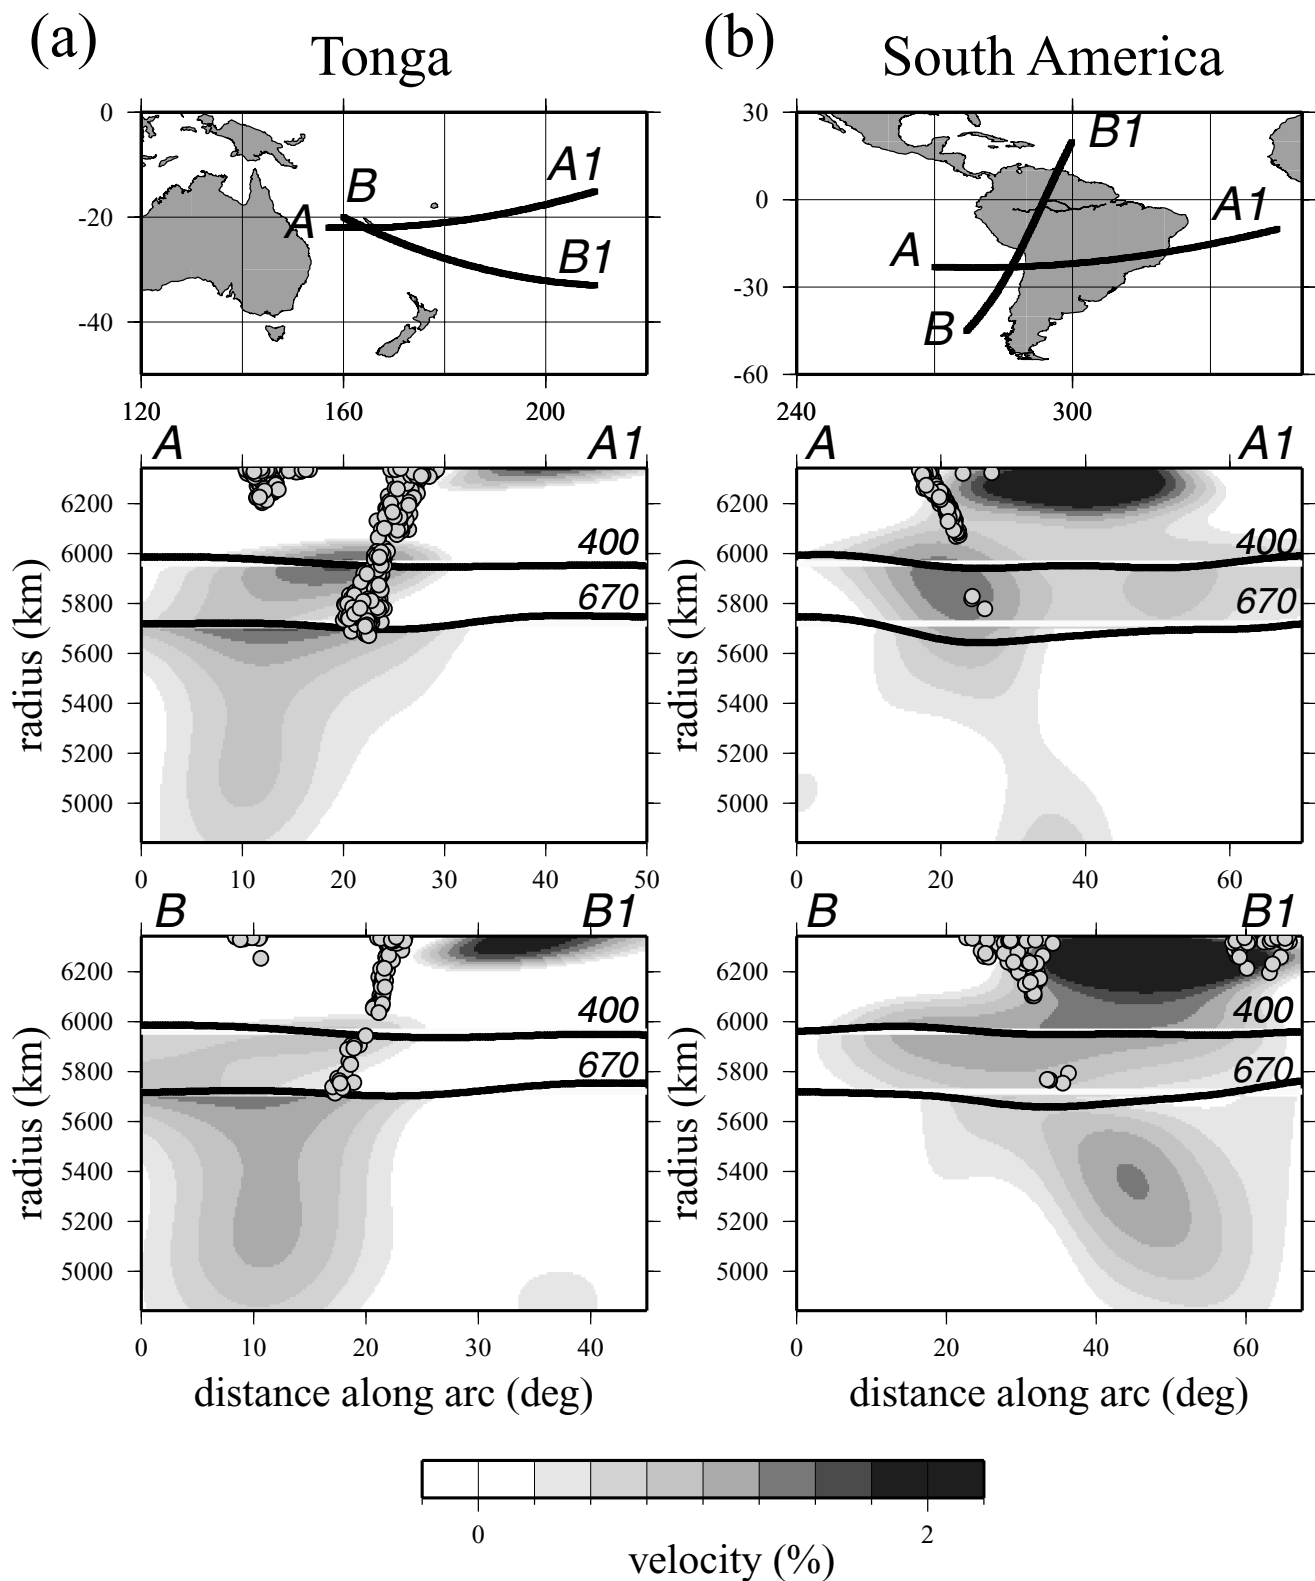 (a)
Tonga
(b)
South America
0
-20
-40
120
160
200
A
B
A1
B1
30
0
-30
-60
240
300
A
B
A1
B1
A
A1
6200
6000
5800
5600
5400
5200
5000
radius (km)
400
670
0
10
20
30
40
50
A
A1
6200
6000
5800
5600
5400
5200
5000
radius (km)
400
670
0
20
40
60
B
B1
6200
6000
5800
5600
5400
5200
5000
radius (km)
400
670
0
10
20
30
40
distance along arc (deg)
B
B1
6200
6000
5800
5600
5400
5200
5000
radius (km)
400
670
0
20
40
60
distance along arc (deg)
0
2
velocity (%)